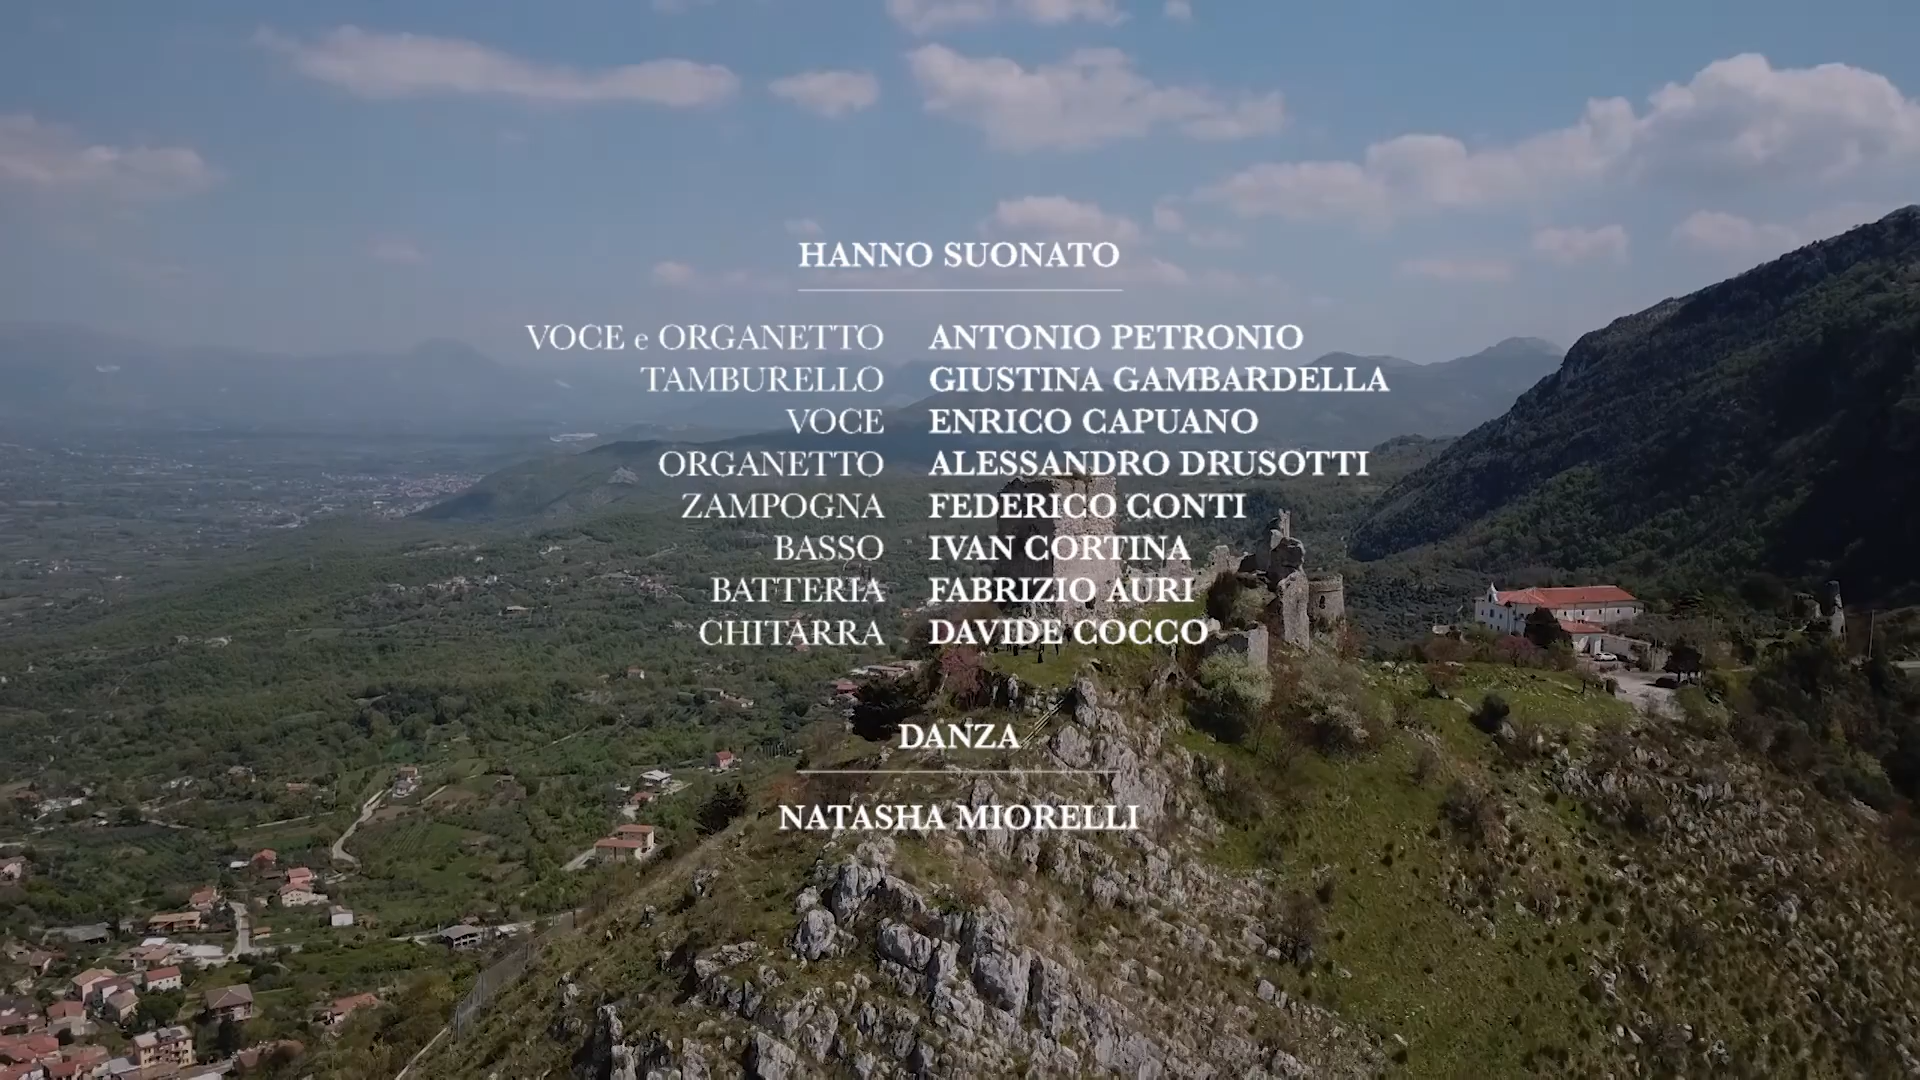 HANNO SUONATO
VOCE e ORGANETTO ANTONIO PETRONIO
TAMBURELLO GIUSTINA GAMBARDELLA
VOCE ENRICO CAPUANO
ORGANETTO ALESSANDRO DRUSOTTI
ZAMPOGNA FEDERICO CONTI
BASSO IVAN CORTINA
BATTERIA FABRIZIO AURI
CHITARRA DAVIDE COCCO
DANZA
NATASHA MIORELLI